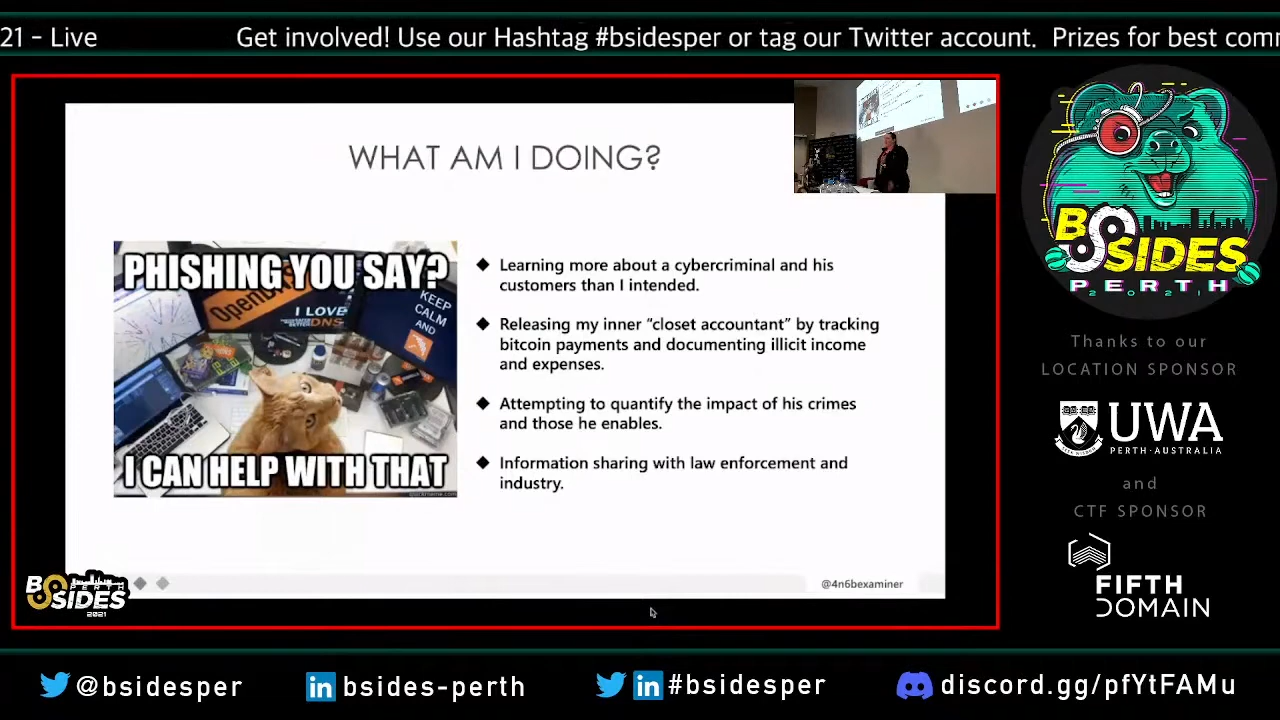 21 - Live Get involved! Use our Hashtag #bsidesper or tag our Twitter account. Prizes for best comm
WHAT AM I DOING?
PHISHING YOU SAY?
OpenD
I LOVE
DNS
KEEP
CALM
AND
I CAN HELP WITH THAT
◆ Learning more about a cybercriminal and his
customers than I intended.
◆ Releasing my inner “closet accountant” by tracking
bitcoin payments and documenting illicit income
and expenses.
◆ Attempting to quantify the impact of his crimes
and those he enables.
◆ Information sharing with law enforcement and
industry.
@4n6bexaminer
BSIDES
PERTH
2021
BSIDES
PERTH
2021
Thanks to our
LOCATION SPONSOR
UWA
PERTH·AUSTRALIA
and
CTF SPONSOR
FIFTH
DOMAIN
@bsidesper
in bsides-perth
in #bsidesper
discord.gg/pfYtFAMu